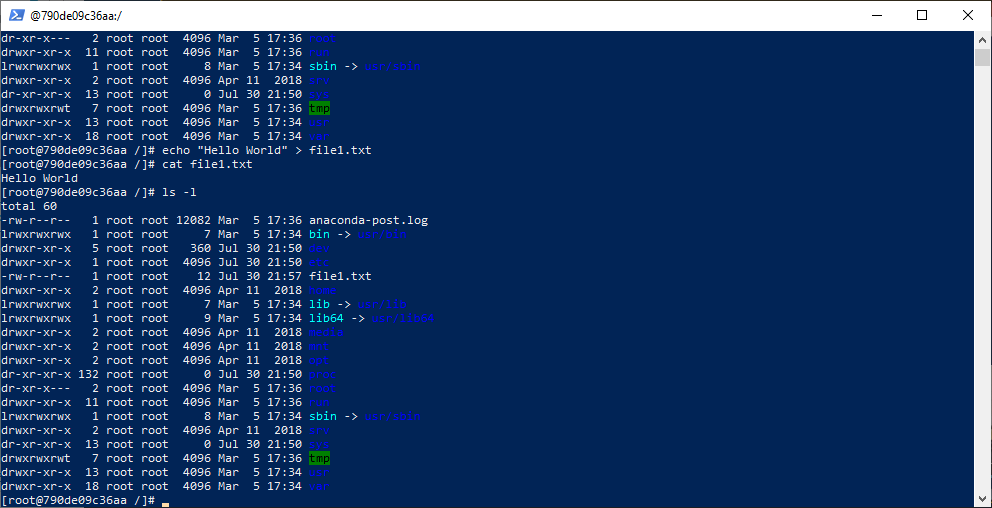 @790de09c36aa:/
dr-xr-x--- 2 root root 4096 Mar 5 17:36 root
drwxr-xr-x 11 root root 4096 Mar 5 17:36 run
lrwxrwxrwx 1 root root 8 Mar 5 17:34 sbin -> usr/sbin
drwxr-xr-x 2 root root 4096 Apr 11 2018 srv
dr-xr-xr-x 13 root root 0 Jul 30 21:50 sys
drwxrwxrwt 7 root root 4096 Mar 5 17:36 tmp
drwxr-xr-x 13 root root 4096 Mar 5 17:34 usr
drwxr-xr-x 18 root root 4096 Mar 5 17:34 var
[root@790de09c36aa /]# echo "Hello World" > file1.txt
[root@790de09c36aa /]# cat file1.txt
Hello World
[root@790de09c36aa /]# ls -l
total 60
-rw-r--r-- 1 root root 12082 Mar 5 17:36 anaconda-post.log
lrwxrwxrwx 1 root root 7 Mar 5 17:34 bin -> usr/bin
drwxr-xr-x 5 root root 360 Jul 30 21:50 dev
drwxr-xr-x 1 root root 4096 Jul 30 21:50 etc
-rw-r--r-- 1 root root 12 Jul 30 21:57 file1.txt
drwxr-xr-x 2 root root 4096 Apr 11 2018 home
lrwxrwxrwx 1 root root 7 Mar 5 17:34 lib -> usr/lib
lrwxrwxrwx 1 root root 9 Mar 5 17:34 lib64 -> usr/lib64
drwxr-xr-x 2 root root 4096 Apr 11 2018 media
drwxr-xr-x 2 root root 4096 Apr 11 2018 mnt
drwxr-xr-x 2 root root 4096 Apr 11 2018 opt
dr-xr-xr-x 132 root root 0 Jul 30 21:50 proc
dr-xr-x--- 2 root root 4096 Mar 5 17:36 root
drwxr-xr-x 11 root root 4096 Mar 5 17:36 run
lrwxrwxrwx 1 root root 8 Mar 5 17:34 sbin -> usr/sbin
drwxr-xr-x 2 root root 4096 Apr 11 2018 srv
dr-xr-xr-x 13 root root 0 Jul 30 21:50 sys
drwxrwxrwt 7 root root 4096 Mar 5 17:36 tmp
drwxr-xr-x 13 root root 4096 Mar 5 17:34 usr
drwxr-xr-x 18 root root 4096 Mar 5 17:34 var
[root@790de09c36aa /]#